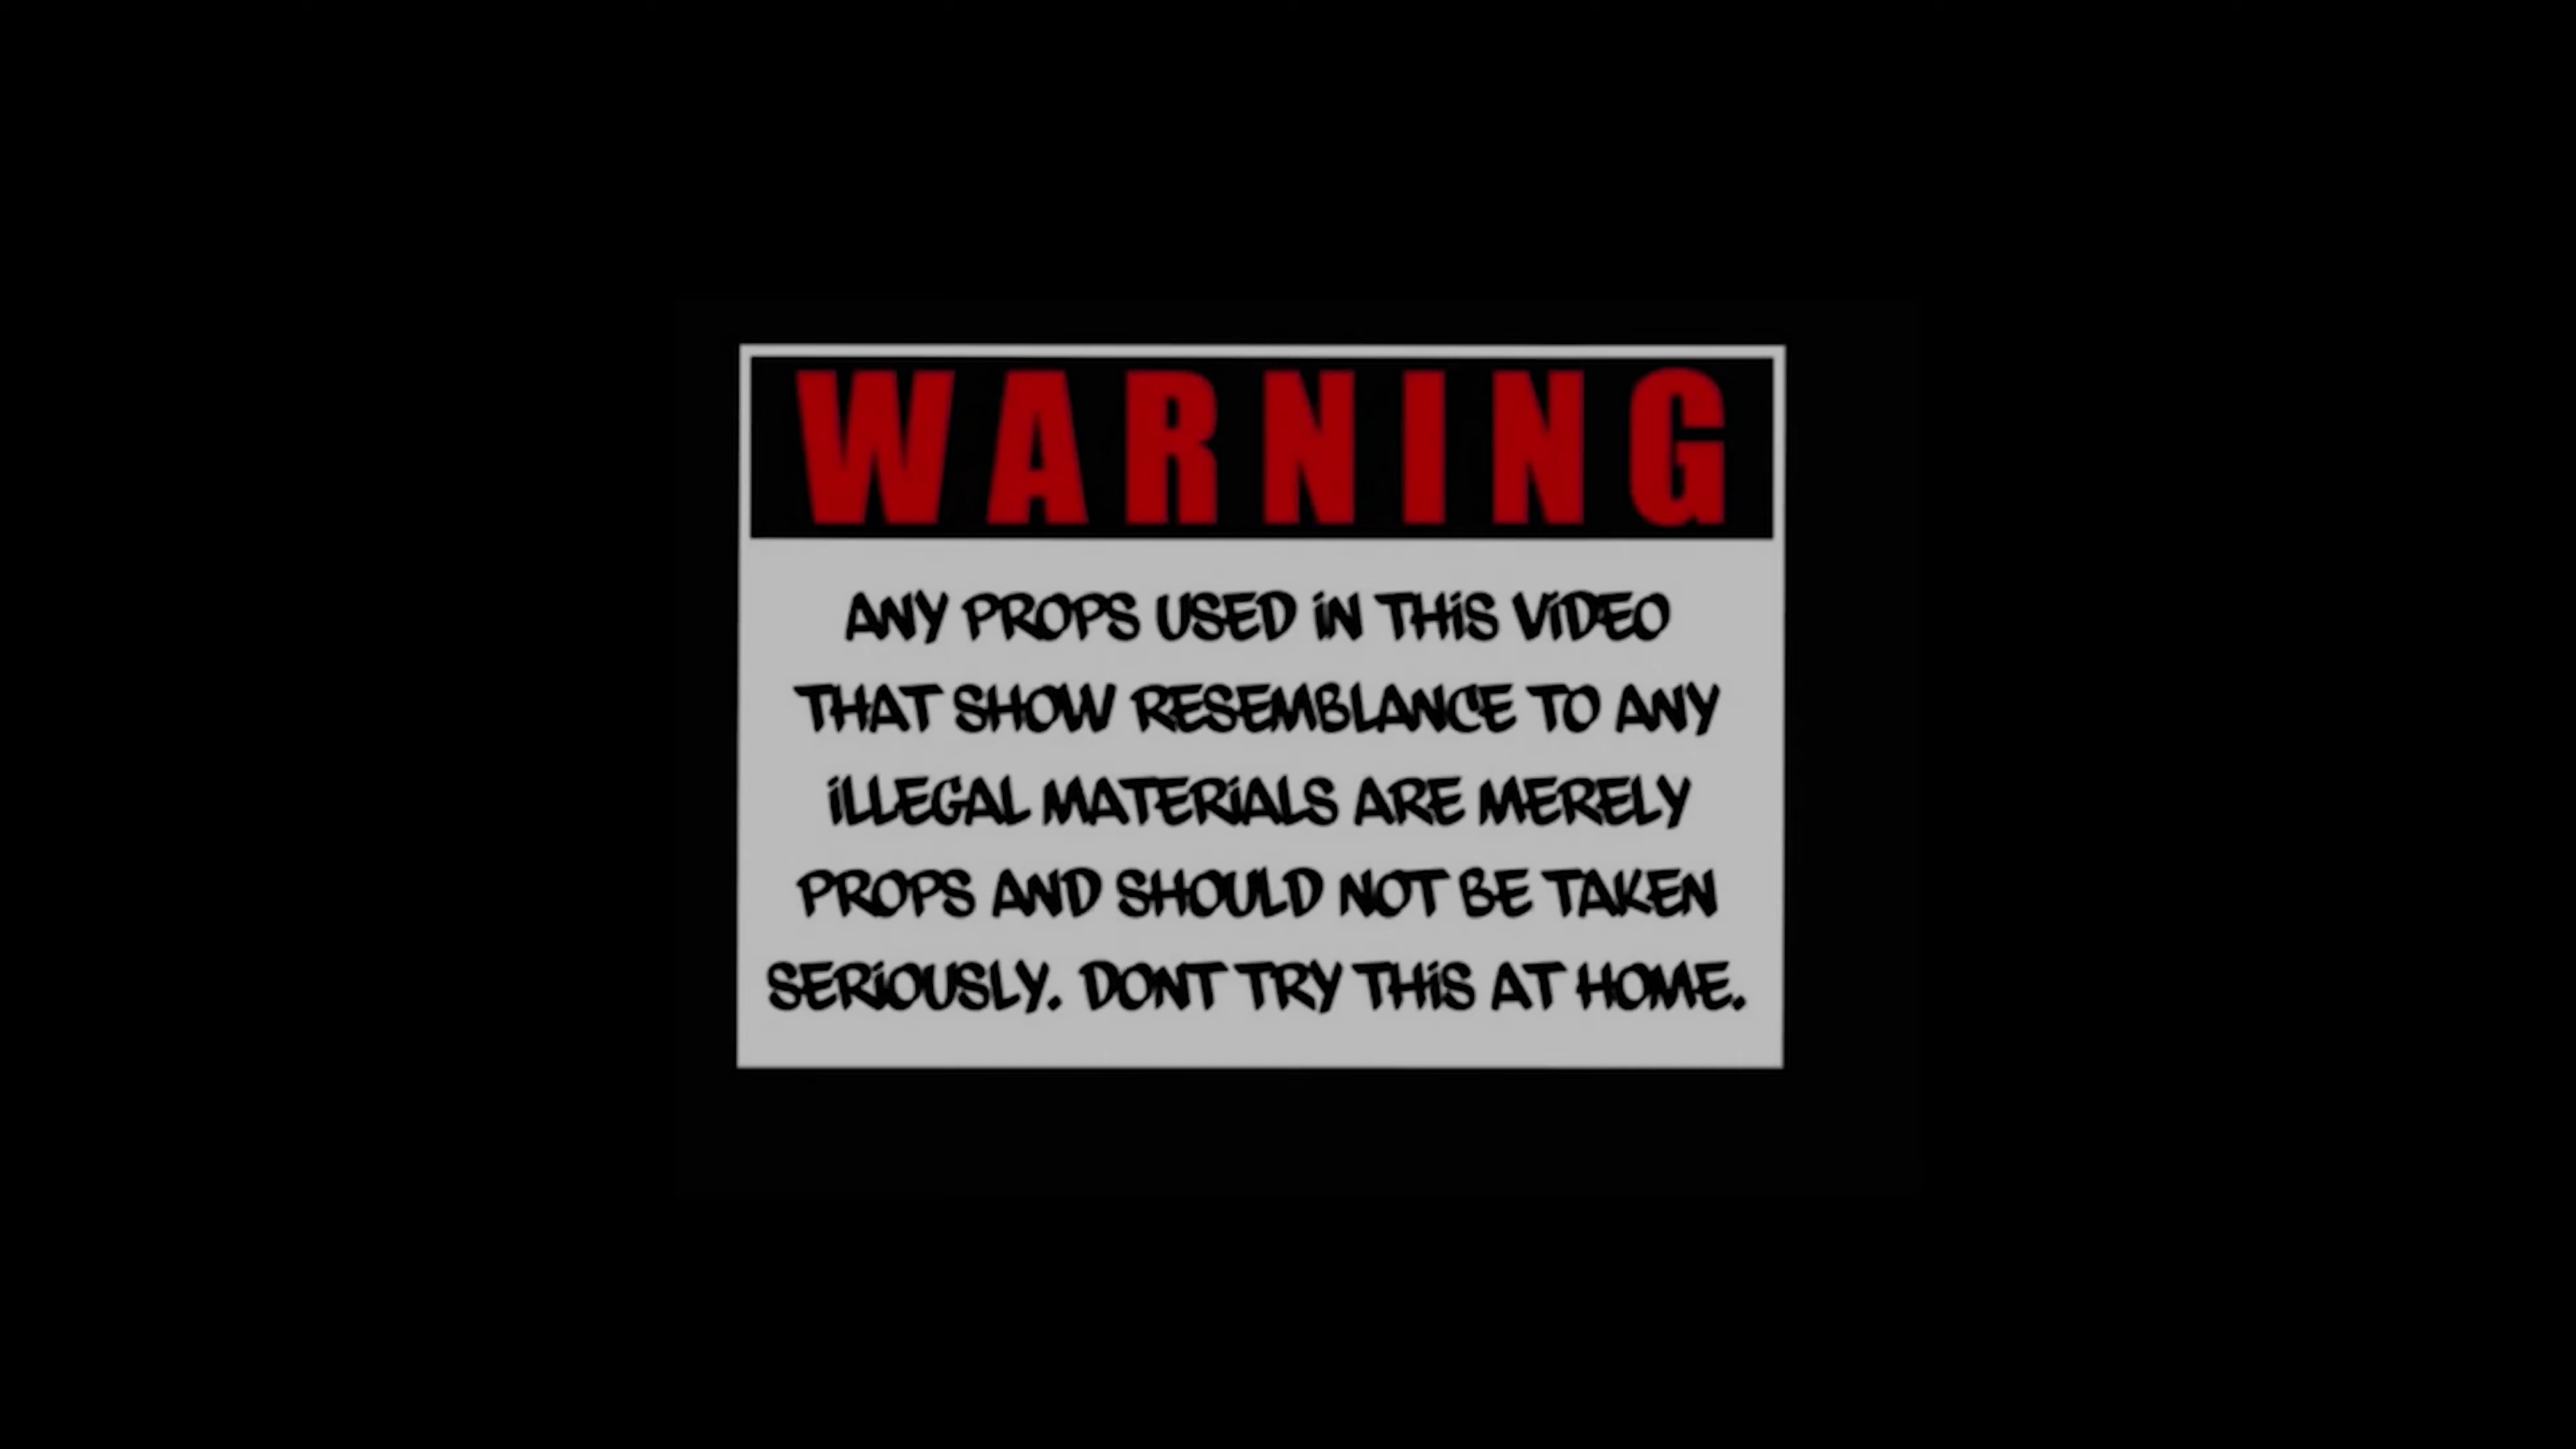 WARNING
ANY PROPS USED iN THiS ViDEO
THAT SHOW RESEMBLANCE TO ANY
iLLEGAL MATERiALS ARE MERELY
PROPS AND SHOULD NOT BE TAKEN
SERiOUSLY. DONT TRY THiS AT HOME.